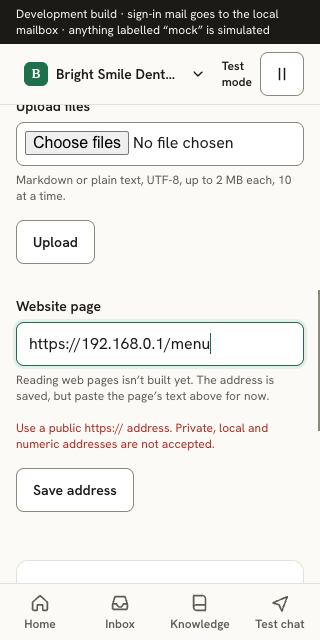 Development build · sign-in mail goes to the local
mailbox · anything labelled “mock” is simulated
B Bright Smile Dent... Test mode
Upload files
Choose files No file chosen
Markdown or plain text, UTF-8, up to 2 MB each, 10
at a time.
Upload
Website page
https://192.168.0.1/menu
Reading web pages isn’t built yet. The address is
saved, but paste the page’s text above for now.
Use a public https:// address. Private, local and
numeric addresses are not accepted.
Save address
Home Inbox Knowledge Test chat